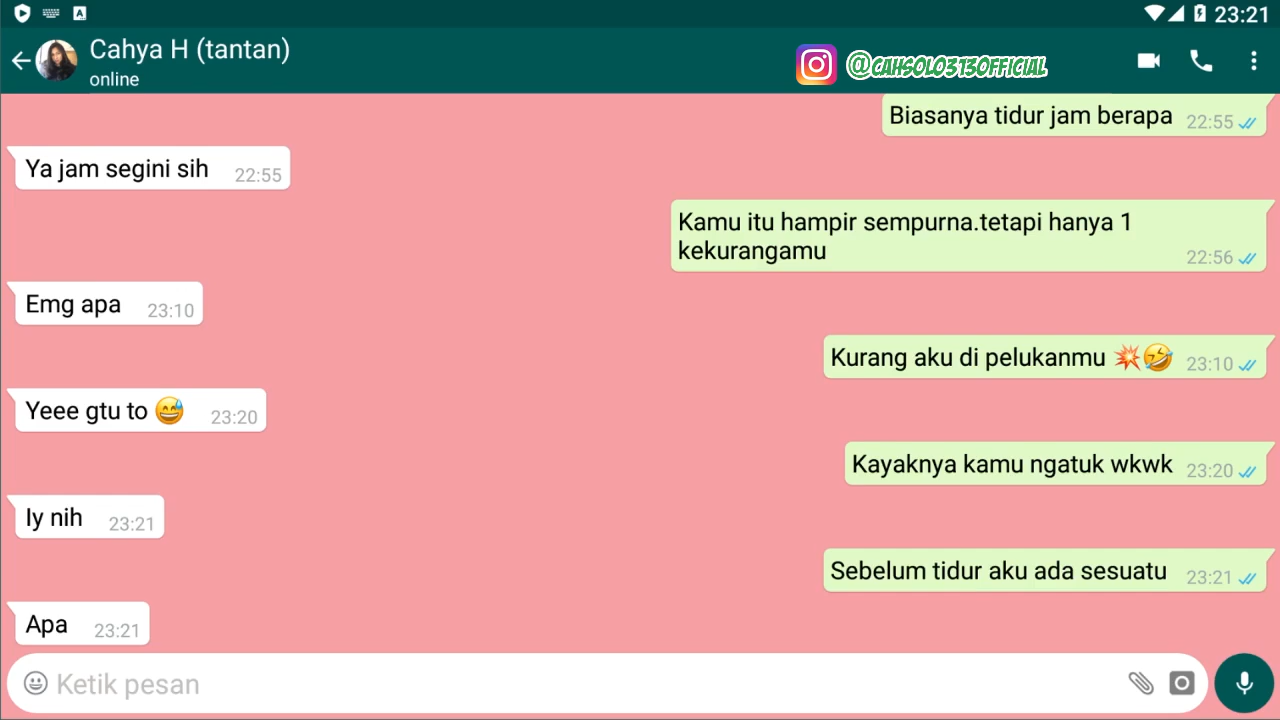 23:21
Cahya H (tantan)
online
@CAHSOLO313OFFICIAL
Biasanya tidur jam berapa 22:55
Ya jam segini sih 22:55
Kamu itu hampir sempurna.tetapi hanya 1
kekurangamu 22:56
Emg apa 23:10
Kurang aku di pelukanmu 💥🤣 23:10
Yeee gtu to 😅 23:20
Kayaknya kamu ngatuk wkwk 23:20
Iy nih 23:21
Sebelum tidur aku ada sesuatu 23:21
Apa 23:21
Ketik pesan